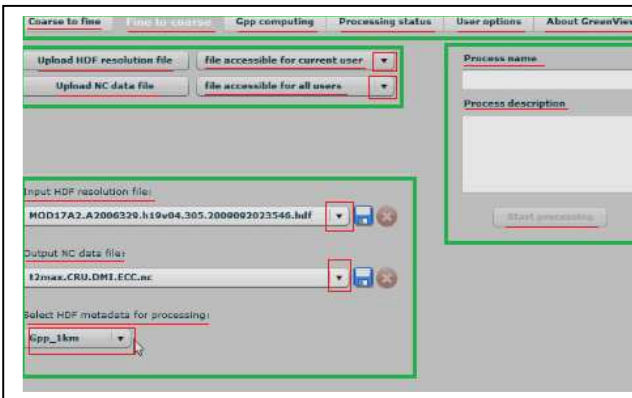 Coarse to fine Fine to coarse Gpp computing Processing status User options About GreenView
Upload HDF resolution file file accessible for current user
Upload NC data file file accessible for all users
Process name
Process description
Input HDF resolution file:
MOD17A2.A2006329.h19v04.305.2009092023546.hdf
Start processing
Output NC data file:
t2max.CRU.DMI.ECC.nc
Select HDF metadata for processing:
Gpp_1km